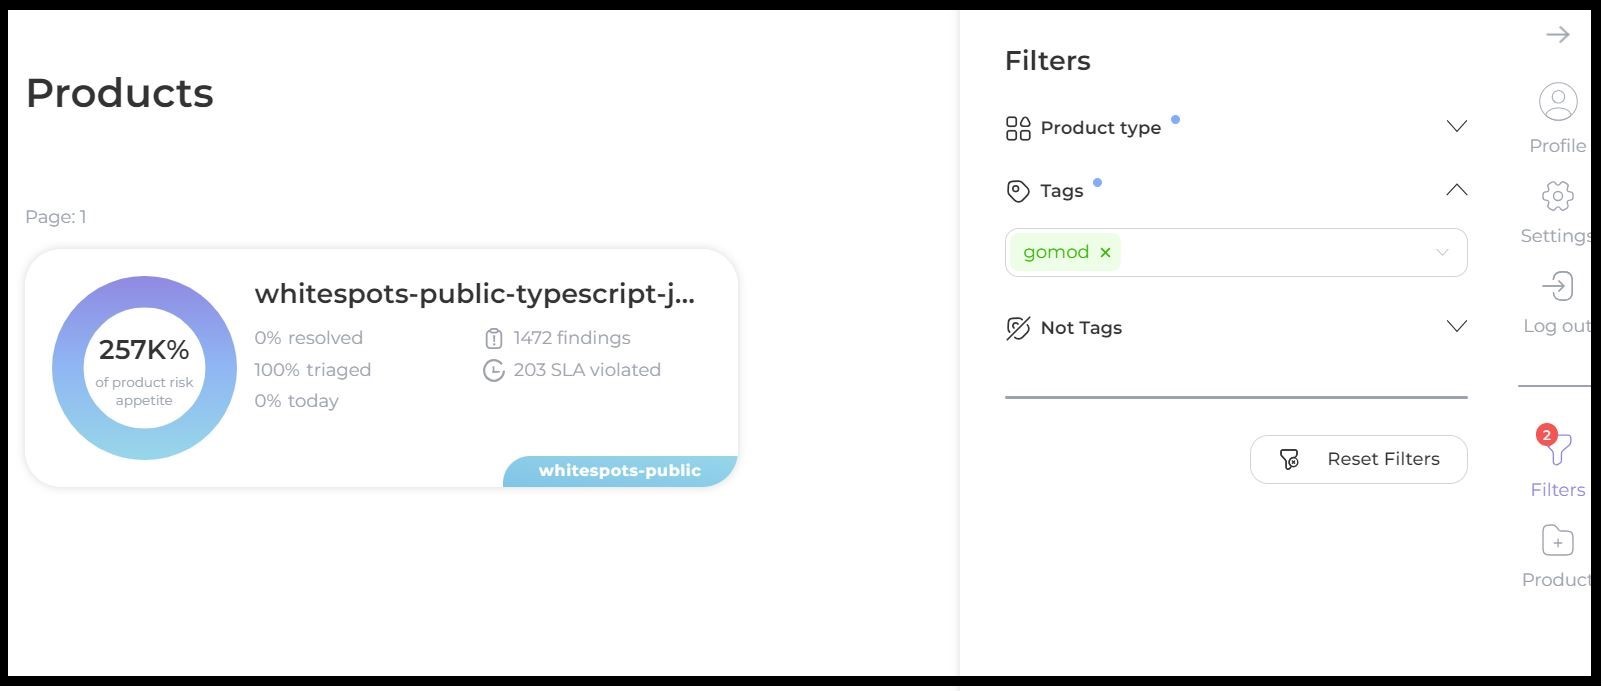 Products
Page: 1
257K%
of product risk
appetite
whitespots-public-typescript-j...
0% resolved
1472 findings
100% triaged
203 SLA violated
0% today
whitespots-public
Filters
Product type
Tags
gomod ×
Not Tags
Reset Filters
Profile
Settings
Log out
2
Filters
Product